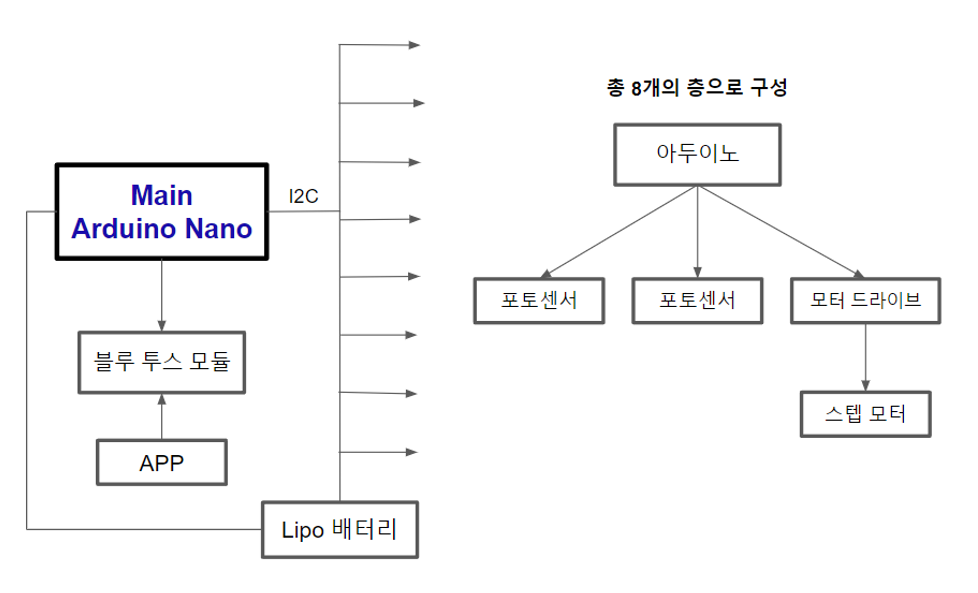 총 8개의 층으로 구성
아두이노
Main
Arduino Nano
I2C
포토센서
포토센서
모터 드라이브
블루 투스 모듈
스텝 모터
APP
Lipo 배터리